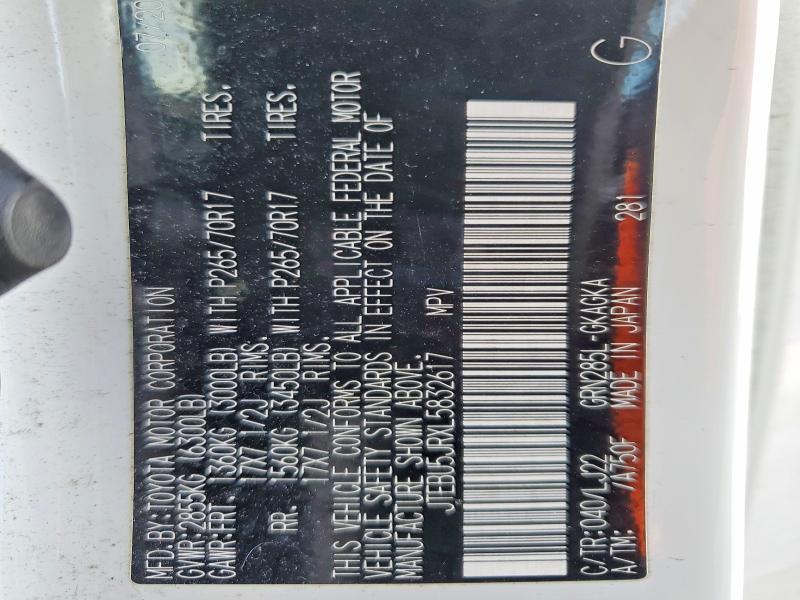 MFD.BY:TOYOTA MOTOR CORPORATION 07/20
GVWR:2855KG (6300LB)
GAWR:FRT. 1360KG (3000LB) WITH P265/70R17 TIRES.
17X7 1/2J RIMS.
RR. 1560KG (3450LB) WITH P265/70R17 TIRES.
17X7 1/2J RIMS.
THIS VEHICLE CONFORMS TO ALL APPLICABLE FEDERAL MOTOR
VEHICLE SAFETY STANDARDS IN EFFECT ON THE DATE OF
MANUFACTURE SHOWN ABOVE.
JTEBU5JRXL5832617 MPV
C/TR:040/LJ22 GRN285L-GKAGKA
A/TM: /A750F MADE IN JAPAN 281 G